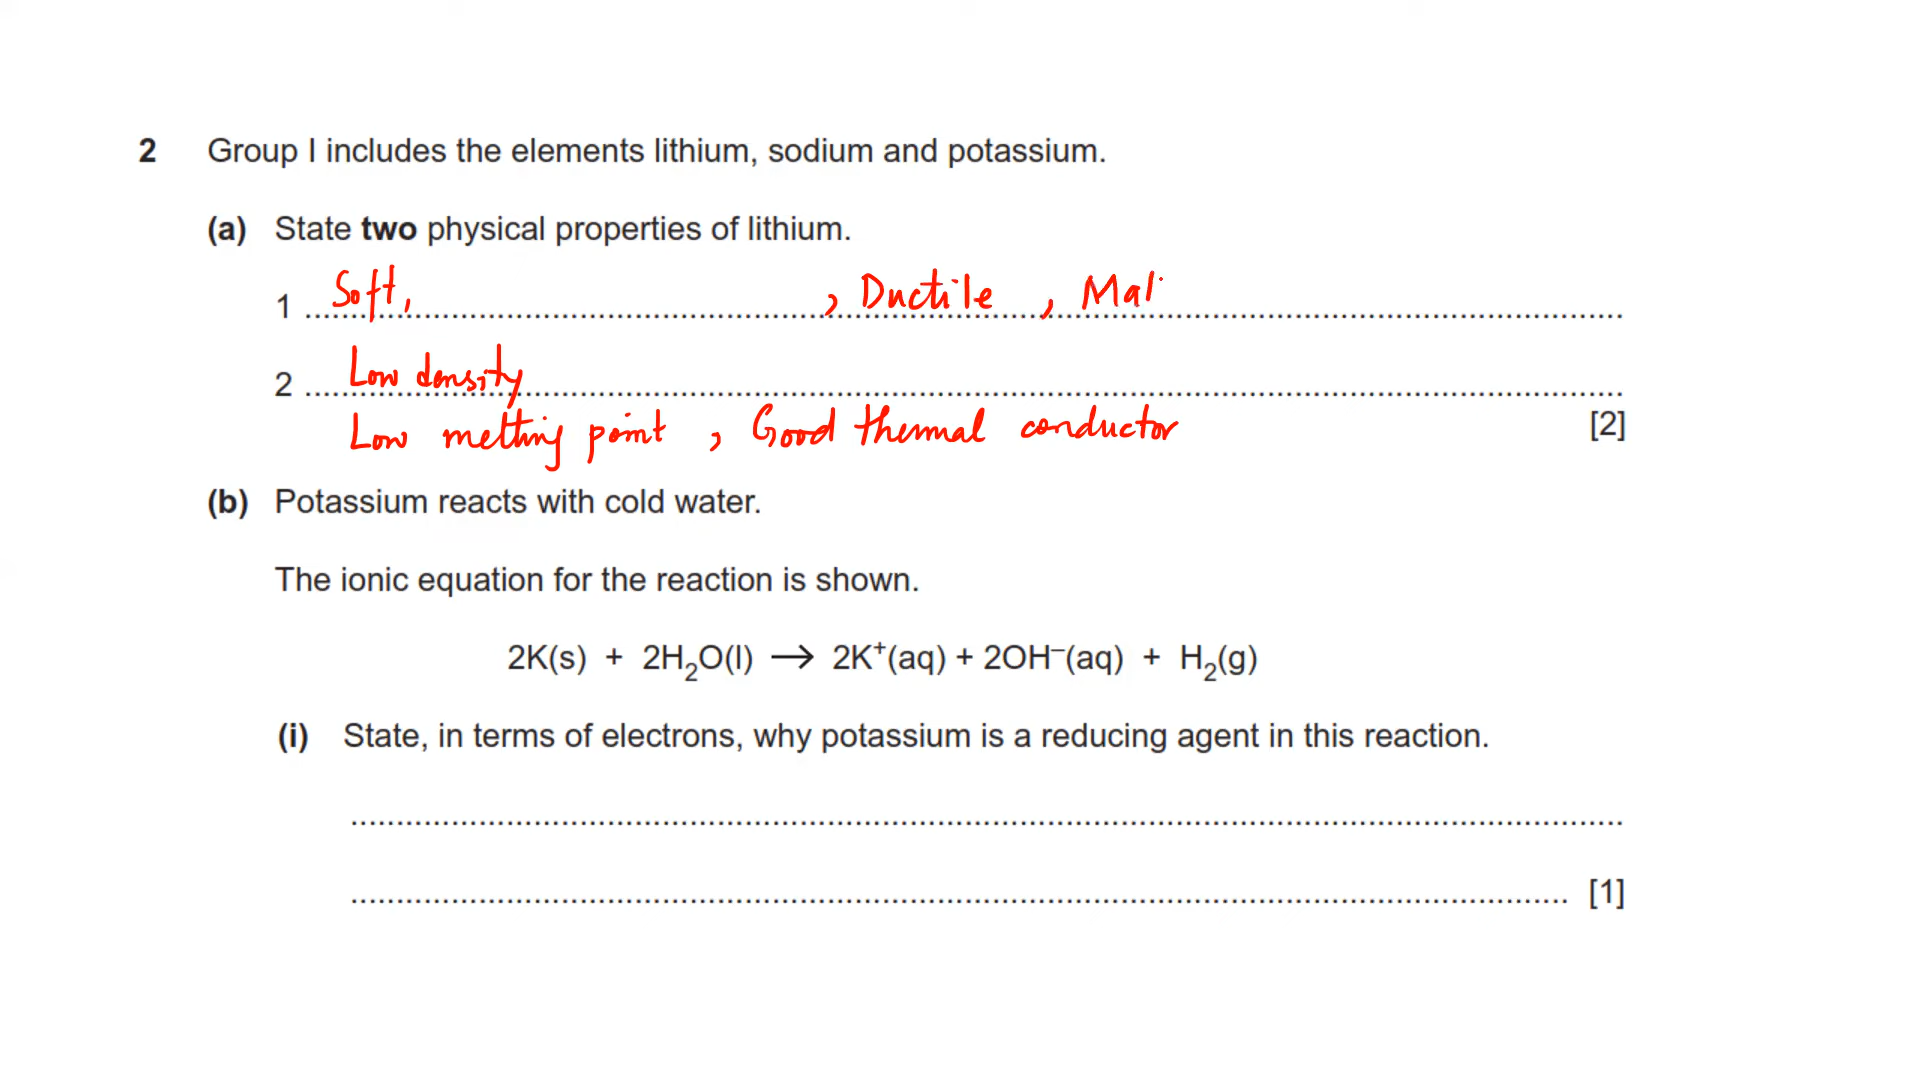 2 Group I includes the elements lithium, sodium and potassium.
(a) State two physical properties of lithium.
1 Soft, , Ductile , Mal
2 Low density
Low melting point , Good thermal conductor [2]
(b) Potassium reacts with cold water.
The ionic equation for the reaction is shown.
2K(s) + 2H₂O(l) → 2K⁺(aq) + 2OH⁻(aq) + H₂(g)
(i) State, in terms of electrons, why potassium is a reducing agent in this reaction.
[1]